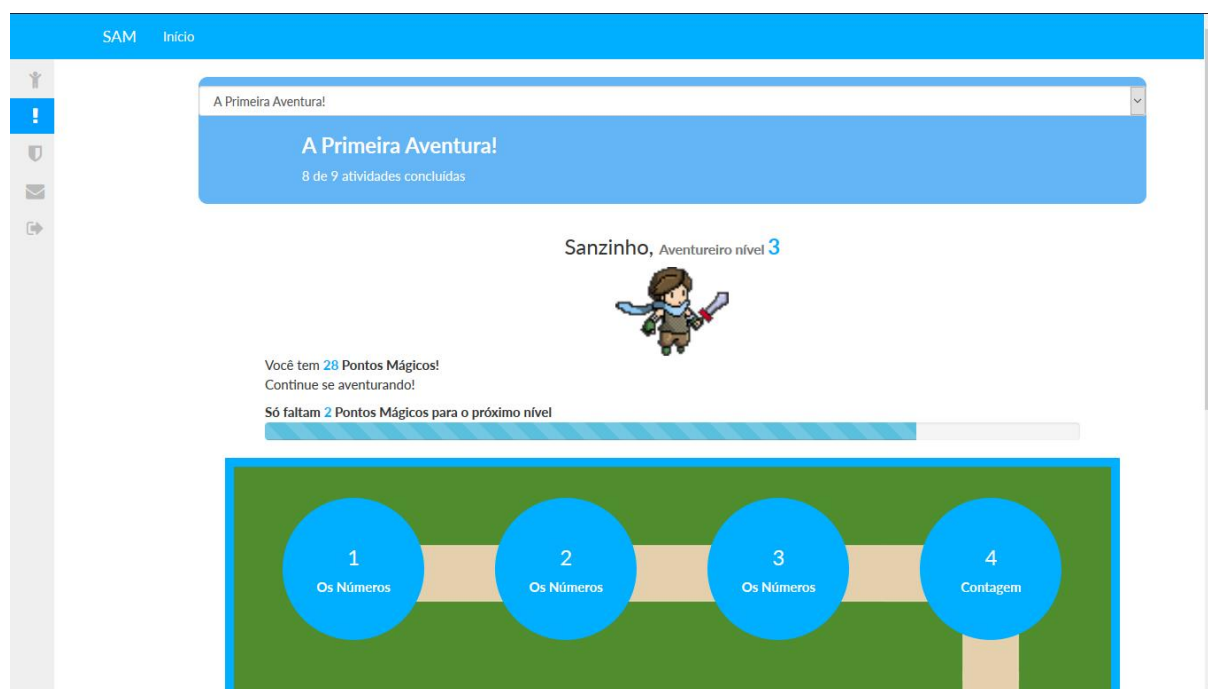 SAM Início
A Primeira Aventura!
A Primeira Aventura!
8 de 9 atividades concluídas
Sanzinho, Aventureiro nível 3
Você tem 28 Pontos Mágicos!
Continue se aventurando!
Só faltam 2 Pontos Mágicos para o próximo nível
1 2 3 4
Os Números Os Números Os Números Contagem